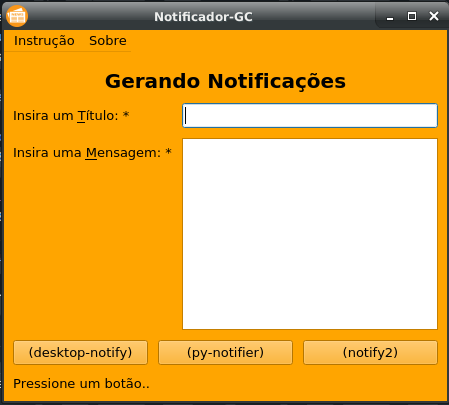 Notificador-GC
Instrução Sobre
Gerando Notificações
Insira um Título: *
Insira uma Mensagem: *
(desktop-notify) (py-notifier) (notify2)
Pressione um botão..